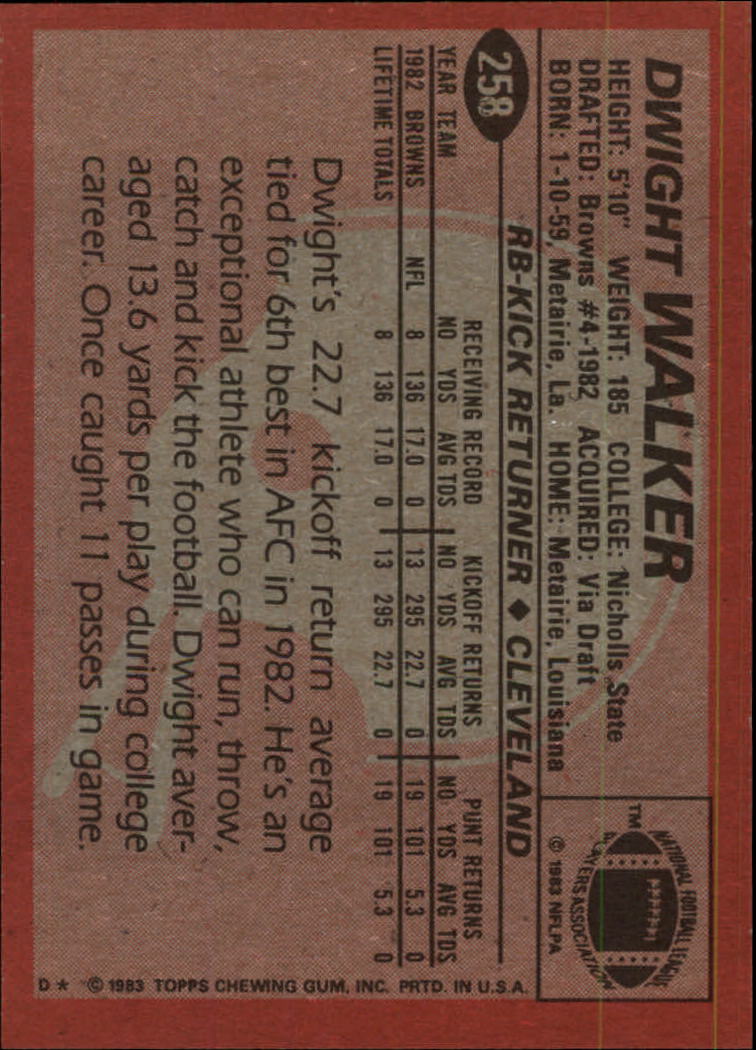 DWIGHT WALKER
HEIGHT: 5'10" WEIGHT: 185 COLLEGE: Nicholls State
DRAFTED: Browns #4-1982 ACQUIRED: Via Draft
BORN: 1-10-59, Metairie, La. HOME: Metairie, Louisiana
TM
NATIONAL FOOTBALL LEAGUE
PLAYERS ASSOCIATION
© 1983 NFLPA
258
RB-KICK RETURNER ◆ CLEVELAND
RECEIVING RECORD KICKOFF RETURNS PUNT RETURNS
YEAR TEAM NO YDS AVG TDS NO YDS AVG TDS NO YDS AVG TDS
1982 BROWNS NFL 8 136 17.0 0 13 295 22.7 0 19 101 5.3 0
LIFETIME TOTALS 8 136 17.0 0 13 295 22.7 0 19 101 5.3 0
Dwight's 22.7 kickoff return average
tied for 6th best in AFC in 1982. He's an
exceptional athlete who can run, throw,
catch and kick the football. Dwight aver-
aged 13.6 yards per play during college
career. Once caught 11 passes in game.
D* © 1983 TOPPS CHEWING GUM, INC. PRTD. IN U.S.A.